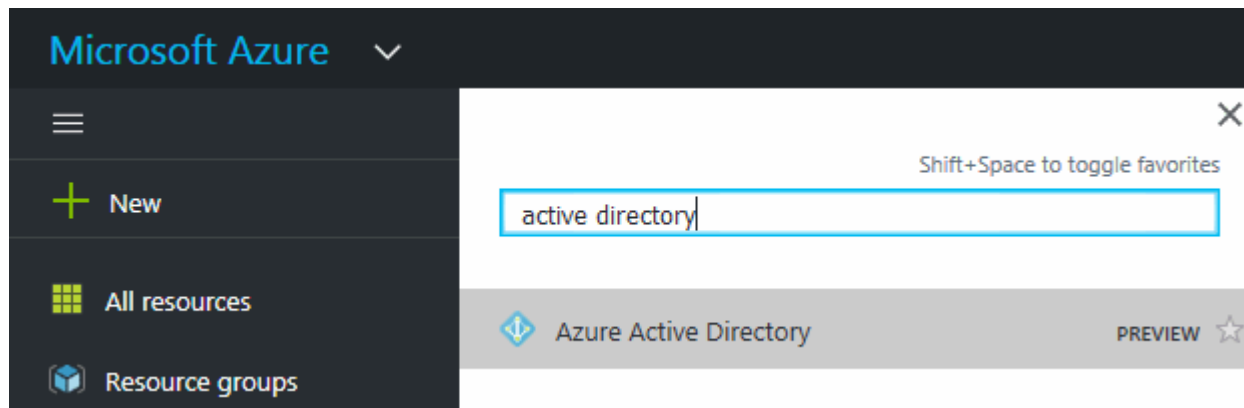 Microsoft Azure
Shift+Space to toggle favorites
New
active directory
All resources
Azure Active Directory PREVIEW
Resource groups